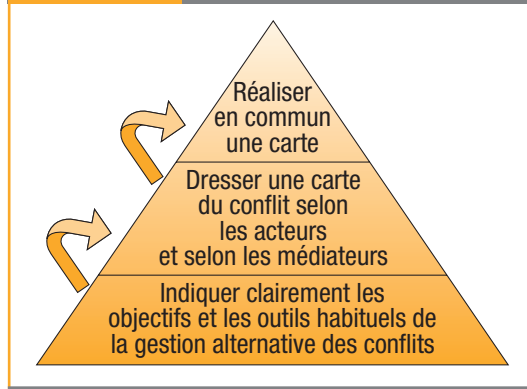 Réaliser
en commun
une carte
Dresser une carte
du conflit selon
les acteurs
et selon les médiateurs
Indiquer clairement les
objectifs et les outils habituels de
la gestion alternative des conflits